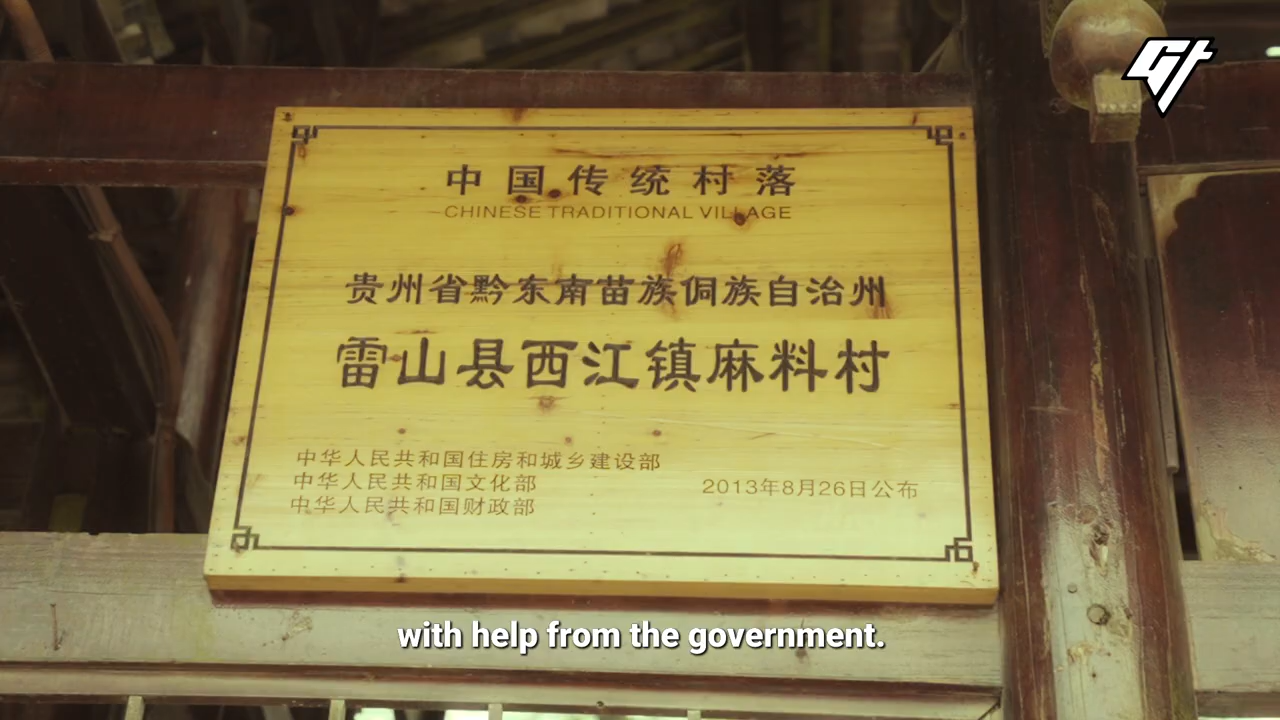 Gt
中国传统村落
CHINESE TRADITIONAL VILLAGE
贵州省黔东南苗族侗族自治州
雷山县西江镇麻料村
中华人民共和国住房和城乡建设部
中华人民共和国文化部
中华人民共和国财政部
2013年8月26日公布
with help from the government.